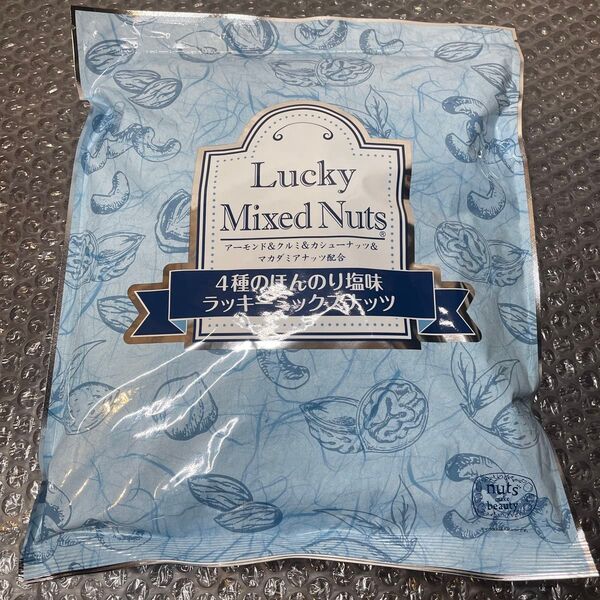 Lucky
Mixed Nuts®
アーモンド&クルミ&カシューナッツ&
マカダミアナッツ配合
4種のほんのり塩味
ラッキーミックスナッツ
nuts
make
beauty